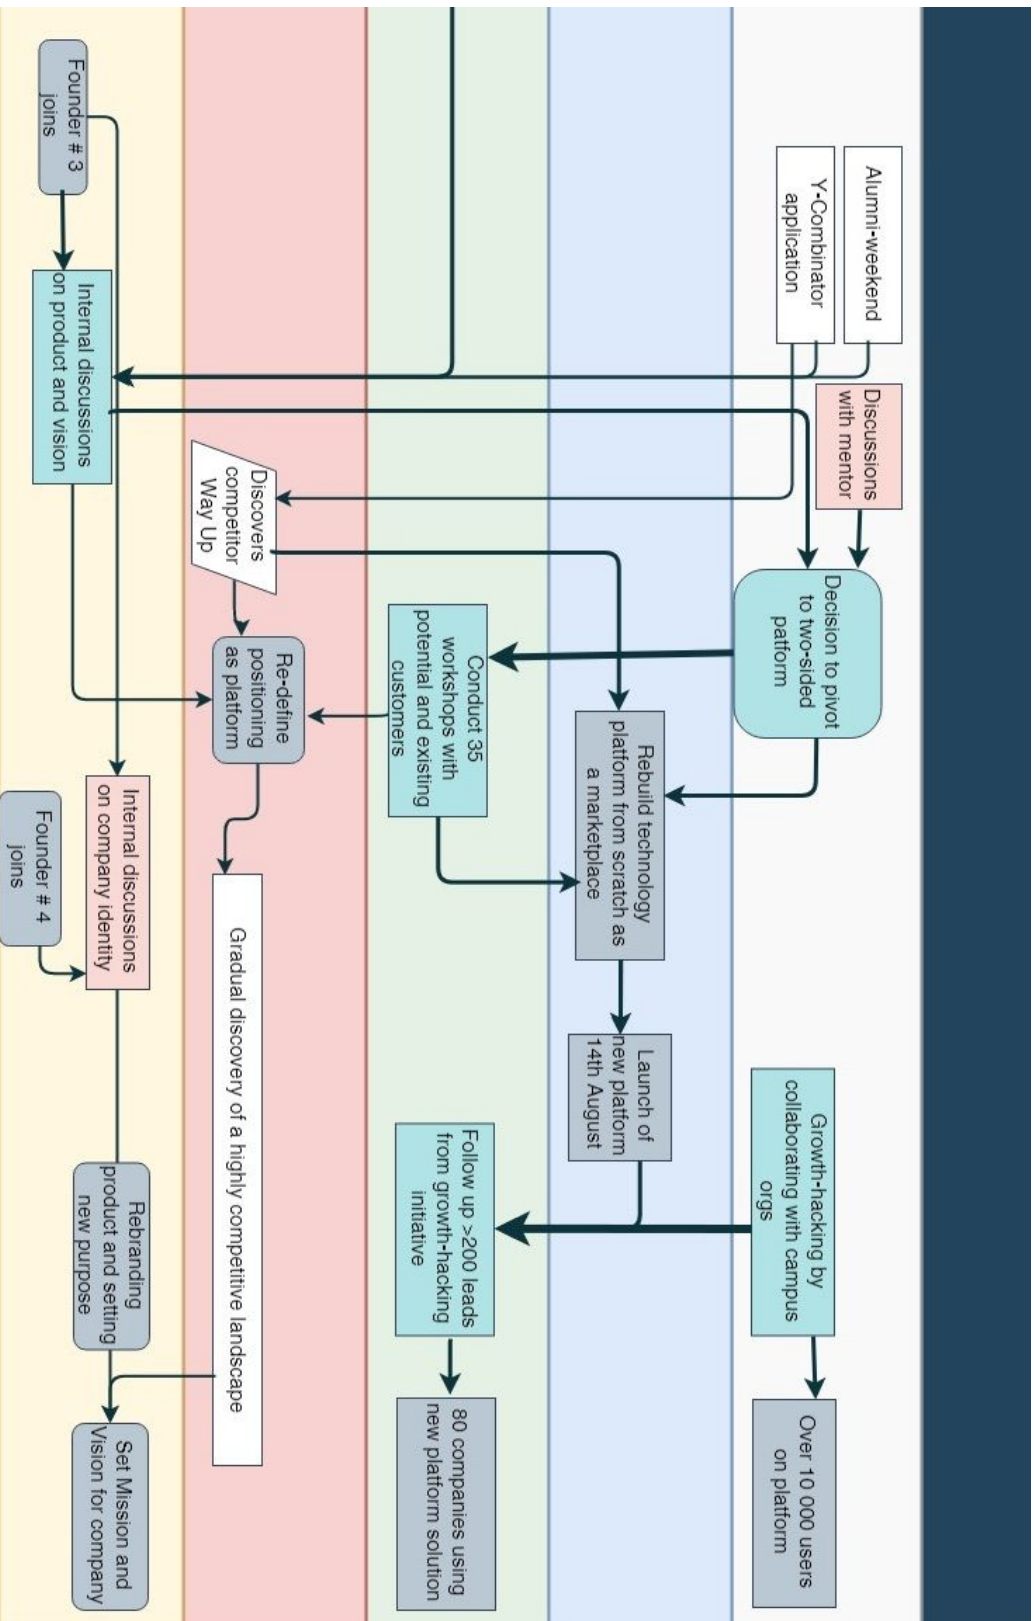 Alumni-weekend
Y-Combinator
application
Discussions
with mentor
Decision to pivot
to two-sided
patform
Growth-hacking by
collaborating with campus
orgs
Over 10 000 users
on platform
Rebuild technology
platform from scratch as
a marketplace
Launch of
new platform
14th August
Conduct 35
workshops with
potential and existing
customers
Follow up >200 leads
from growth-hacking
initiative
80 companies using
new platform solution
Discovers
competitor
Way Up
Re-define
positioning
as platform
Gradual discovery of a highly competitive landscape
Founder # 3
joins
Internal discussions
on product and vision
Internal discussions
on company identity
Founder # 4
joins
Rebranding
product and setting
new purpose
Set Mission and
Vision for company